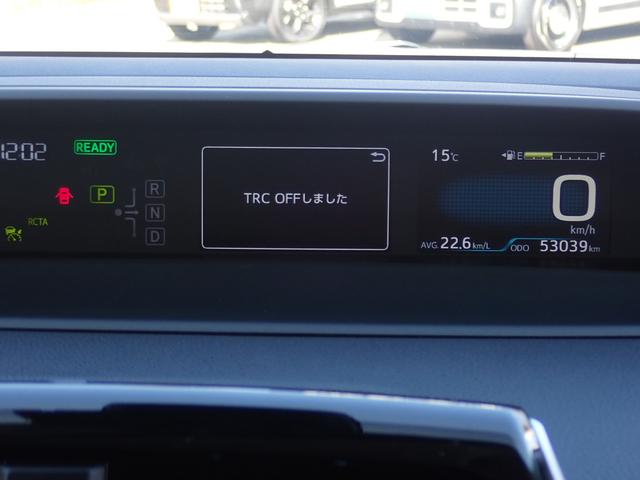 12:02
READY
15℃
E
F
P
R
N
D
TRC OFFしました
RCTA
0
km/h
AVG. 22.6 km/L
ODO 53039 km